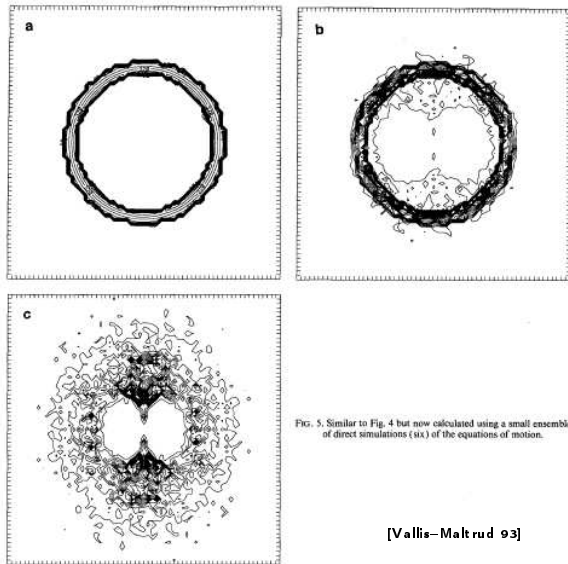 a
b
c
FIG. 5. Similar to Fig. 4 but now calculated using a small ensemble
of direct simulations (six) of the equations of motion.
[Vallis–Maltrud 93]